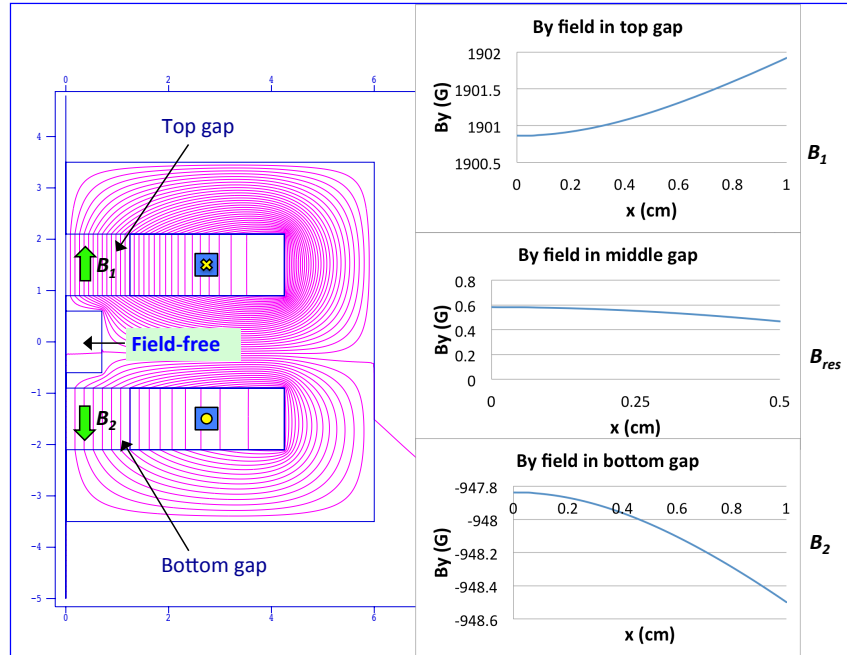 0 2 4 6
Top gap
4
3
2
1
0
−1
−2
−3
−4
−5
B1
Field-free
B2
Bottom gap
0 2 4 6
By field in top gap
By (G)
1902
1901.5
1901
1900.5
0 0.2 0.4 0.6 0.8 1
x (cm)
B1
By field in middle gap
By (G)
0.8
0.6
0.4
0.2
0
0 0.25 0.5
x (cm)
Bres
By field in bottom gap
By (G)
-947.8
-948
-948.2
-948.4
-948.6
0 0.2 0.4 0.6 0.8 1
x (cm)
B2